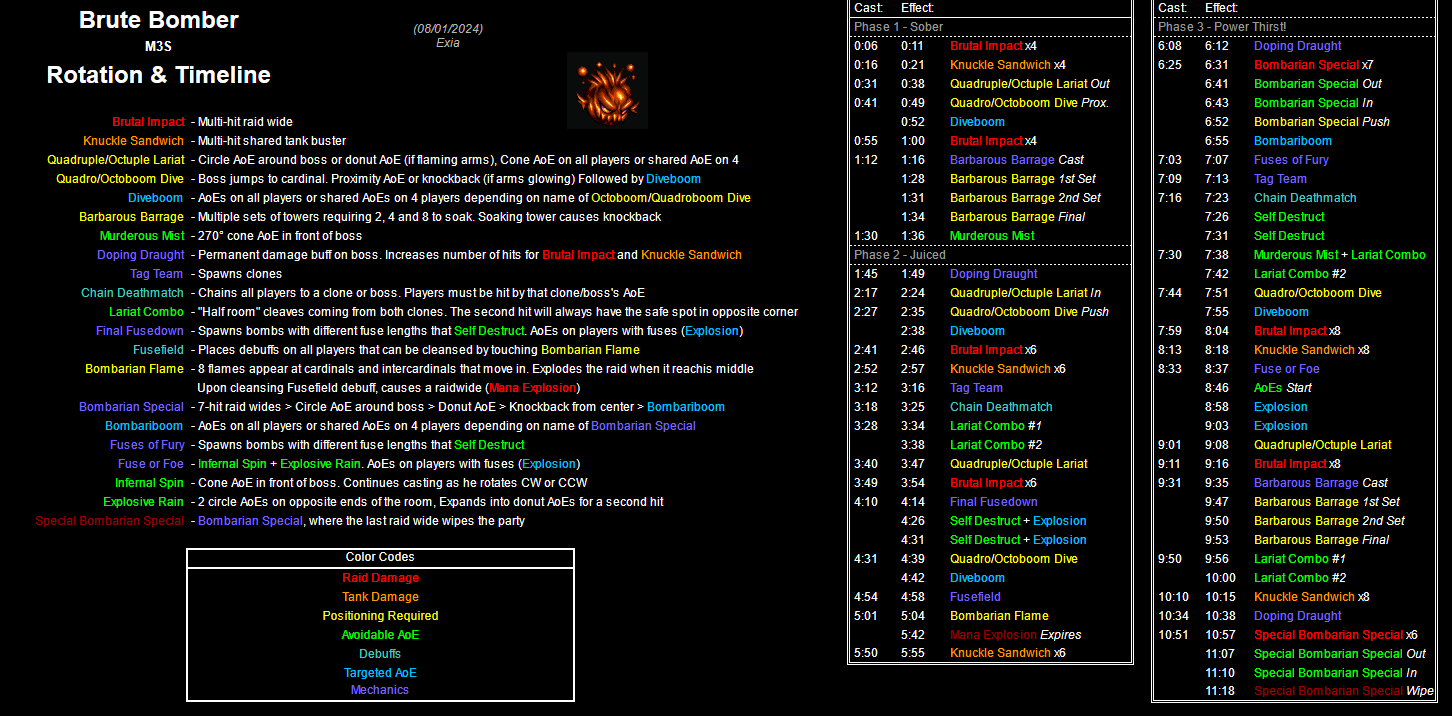 Brute Bomber
M3S
Rotation & Timeline
(08/01/2024)
Exia
Brutal Impact - Multi-hit raid wide
Knuckle Sandwich - Multi-hit shared tank buster
Quadruple/Octuple Lariat - Circle AoE around boss or donut AoE (if flaming arms), Cone AoE on all players or shared AoE on 4
Quadro/Octoboom Dive - Boss jumps to cardinal. Proximity AoE or knockback (if arms glowing) Followed by Diveboom
Diveboom - AoEs on all players or shared AoEs on 4 players depending on name of Octoboom/Quadroboom Dive
Barbarous Barrage - Multiple sets of towers requiring 2, 4 and 8 to soak. Soaking tower causes knockback
Murderous Mist - 270° cone AoE in front of boss
Doping Draught - Permanent damage buff on boss. Increases number of hits for Brutal Impact and Knuckle Sandwich
Tag Team - Spawns clones
Chain Deathmatch - Chains all players to a clone or boss. Players must be hit by that clone/boss's AoE
Lariat Combo - "Half room" cleaves coming from both clones. The second hit will always have the safe spot in opposite corner
Final Fusedown - Spawns bombs with different fuse lengths that Self Destruct. AoEs on players with fuses (Explosion)
Fusefield - Places debuffs on all players that can be cleansed by touching Bombarian Flame
Bombarian Flame - 8 flames appear at cardinals and intercardinals that move in. Explodes the raid when it reachis middle
Upon cleansing Fusefield debuff, causes a raidwide (Mana Explosion)
Bombarian Special - 7-hit raid wides > Circle AoE around boss > Donut AoE > Knockback from center > Bombariboom
Bombariboom - AoEs on all players or shared AoEs on 4 players depending on name of Bombarian Special
Fuses of Fury - Spawns bombs with different fuse lengths that Self Destruct
Fuse or Foe - Infernal Spin + Explosive Rain. AoEs on players with fuses (Explosion)
Infernal Spin - Cone AoE in front of boss. Continues casting as he rotates CW or CCW
Explosive Rain - 2 circle AoEs on opposite ends of the room, Expands into donut AoEs for a second hit
Special Bombarian Special - Bombarian Special, where the last raid wide wipes the party
Color Codes
Raid Damage
Tank Damage
Positioning Required
Avoidable AoE
Debuffs
Targeted AoE
Mechanics
Cast: Effect:
Phase 1 - Sober
0:06 0:11 Brutal Impact x4
0:16 0:21 Knuckle Sandwich x4
0:31 0:38 Quadruple/Octuple Lariat Out
0:41 0:49 Quadro/Octoboom Dive Prox.
0:52 Diveboom
0:55 1:00 Brutal Impact x4
1:12 1:16 Barbarous Barrage Cast
1:28 Barbarous Barrage 1st Set
1:31 Barbarous Barrage 2nd Set
1:34 Barbarous Barrage Final
1:30 1:36 Murderous Mist
Phase 2 - Juiced
1:45 1:49 Doping Draught
2:17 2:24 Quadruple/Octuple Lariat In
2:27 2:35 Quadro/Octoboom Dive Push
2:38 Diveboom
2:41 2:46 Brutal Impact x6
2:52 2:57 Knuckle Sandwich x6
3:12 3:16 Tag Team
3:18 3:25 Chain Deathmatch
3:28 3:34 Lariat Combo #1
3:38 Lariat Combo #2
3:40 3:47 Quadruple/Octuple Lariat
3:49 3:54 Brutal Impact x6
4:10 4:14 Final Fusedown
4:26 Self Destruct + Explosion
4:31 Self Destruct + Explosion
4:31 4:39 Quadro/Octoboom Dive
4:42 Diveboom
4:54 4:58 Fusefield
5:01 5:04 Bombarian Flame
5:42 Mana Explosion Expires
5:50 5:55 Knuckle Sandwich x6
Cast: Effect:
Phase 3 - Power Thirst!
6:08 6:12 Doping Draught
6:25 6:31 Bombarian Special x7
6:41 Bombarian Special Out
6:43 Bombarian Special In
6:52 Bombarian Special Push
6:55 Bombariboom
7:03 7:07 Fuses of Fury
7:09 7:13 Tag Team
7:16 7:23 Chain Deathmatch
7:26 Self Destruct
7:31 Self Destruct
7:30 7:38 Murderous Mist + Lariat Combo
7:42 Lariat Combo #2
7:44 7:51 Quadro/Octoboom Dive
7:55 Diveboom
7:59 8:04 Brutal Impact x8
8:13 8:18 Knuckle Sandwich x8
8:33 8:37 Fuse or Foe
8:46 AoEs Start
8:58 Explosion
9:03 Explosion
9:01 9:08 Quadruple/Octuple Lariat
9:11 9:16 Brutal Impact x8
9:31 9:35 Barbarous Barrage Cast
9:47 Barbarous Barrage 1st Set
9:50 Barbarous Barrage 2nd Set
9:53 Barbarous Barrage Final
9:50 9:56 Lariat Combo #1
10:00 Lariat Combo #2
10:10 10:15 Knuckle Sandwich x8
10:34 10:38 Doping Draught
10:51 10:57 Special Bombarian Special x6
11:07 Special Bombarian Special Out
11:10 Special Bombarian Special In
11:18 Special Bombarian Special Wipe